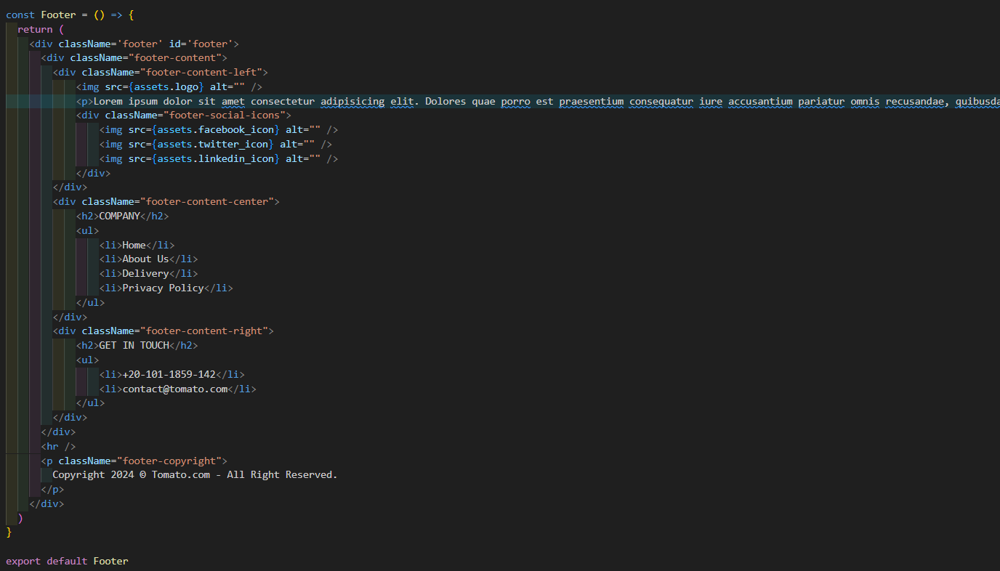 const Footer = () => {
  return (
    <div className='footer' id='footer'>
      <div className="footer-content">
        <div className="footer-content-left">
            <img src={assets.logo} alt="" />
            <p>Lorem ipsum dolor sit amet consectetur adipisicing elit. Dolores quae porro est praesentium consequatur iure accusantium pariatur omnis recusandae,
            <div className="footer-social-icons">
                <img src={assets.facebook_icon} alt="" />
                <img src={assets.twitter_icon} alt="" />
                <img src={assets.linkedin_icon} alt="" />
            </div>
        </div>
        <div className="footer-content-center">
            <h2>COMPANY</h2>
            <ul>
                <li>Home</li>
                <li>About Us</li>
                <li>Delivery</li>
                <li>Privacy Policy</li>
            </ul>
        </div>
        <div className="footer-content-right">
            <h2>GET IN TOUCH</h2>
            <ul>
                <li>+20-101-1859-142</li>
                <li>contact@tomato.com</li>
            </ul>
        </div>
      </div>
      <hr />
      <p className="footer-copyright">
        Copyright 2024 © Tomato.com - All Right Reserved.
      </p>
    </div>
  )
}
export default Footer